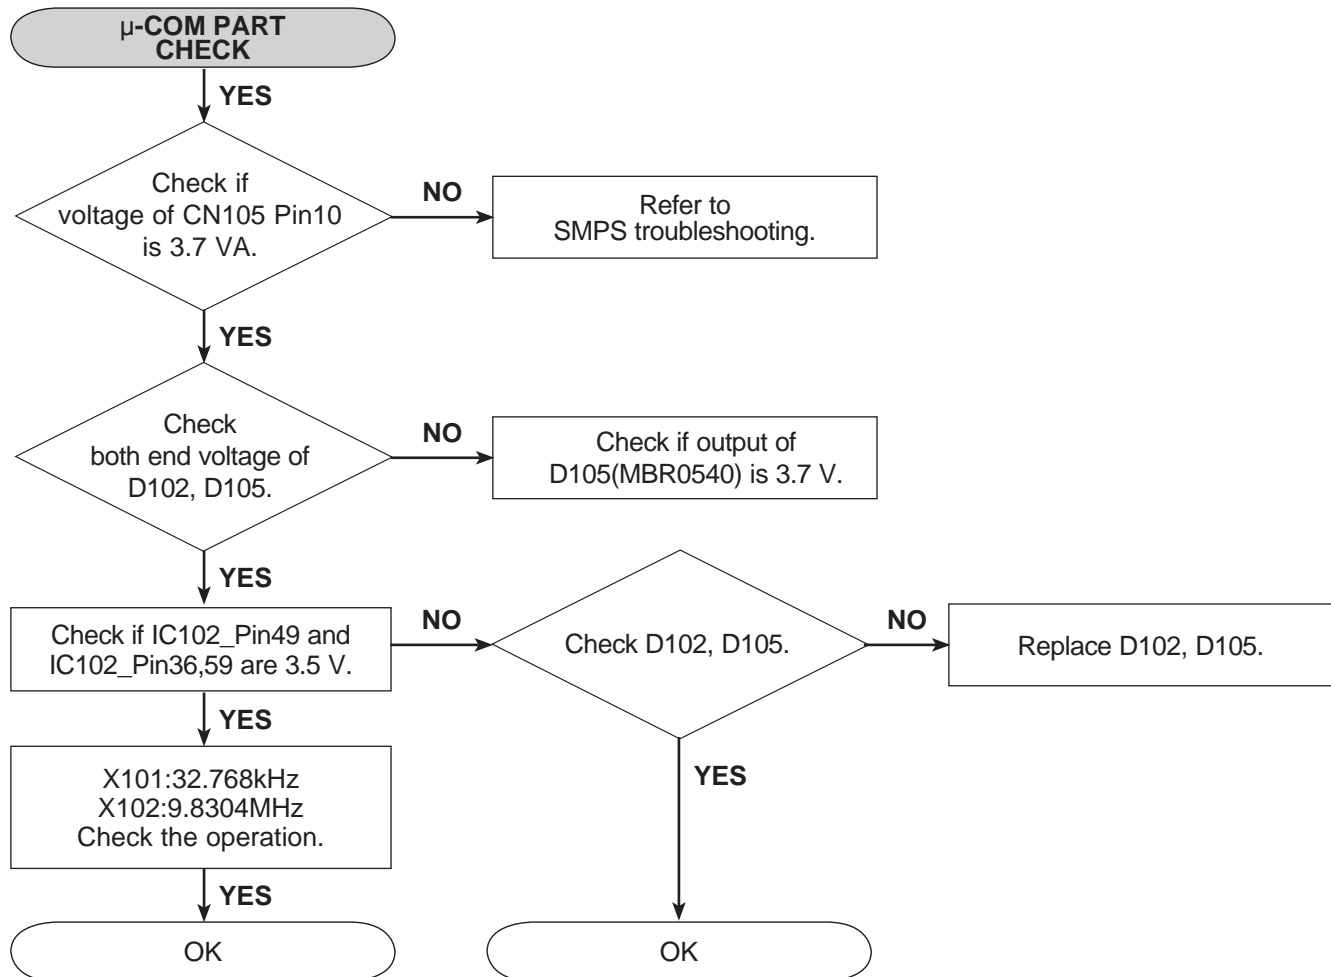 µ-COM PART
CHECK
YES
Check if
voltage of CN105 Pin10
is 3.7 VA.
NO
Refer to
SMPS troubleshooting.
YES
Check
both end voltage of
D102, D105.
NO
Check if output of
D105(MBR0540) is 3.7 V.
YES
Check if IC102_Pin49 and
IC102_Pin36,59 are 3.5 V.
NO
Check D102, D105.
NO
Replace D102, D105.
YES
X101:32.768kHz
X102:9.8304MHz
Check the operation.
YES
YES
OK
OK